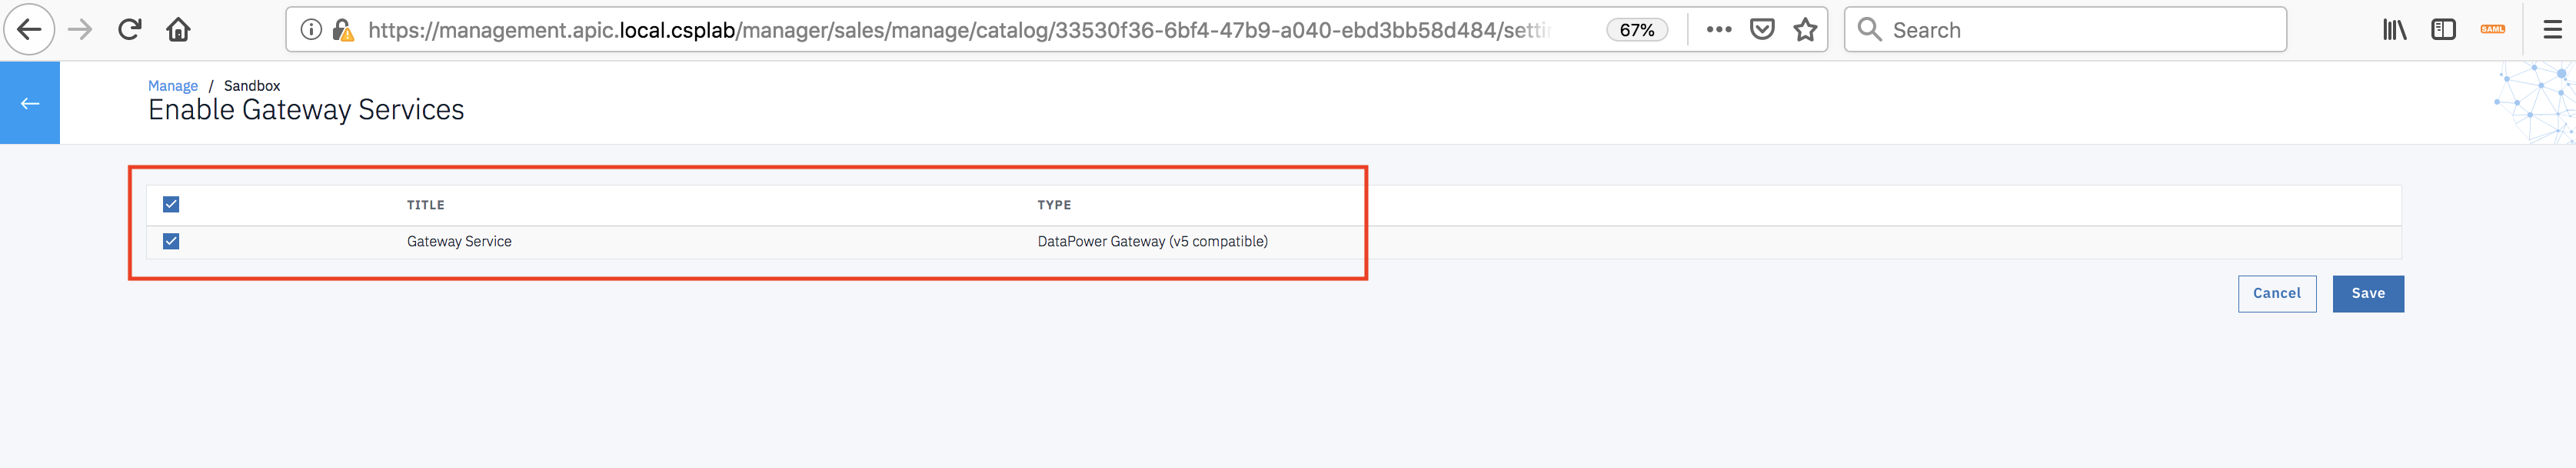 https://management.apic.local.csplab/manager/sales/manage/catalog/33530f36-6bf4-47b9-a040-ebd3bb58d484/settin
67%
Search
SAML
Manage / Sandbox
Enable Gateway Services
TITLE TYPE
Gateway Service DataPower Gateway (v5 compatible)
Cancel Save